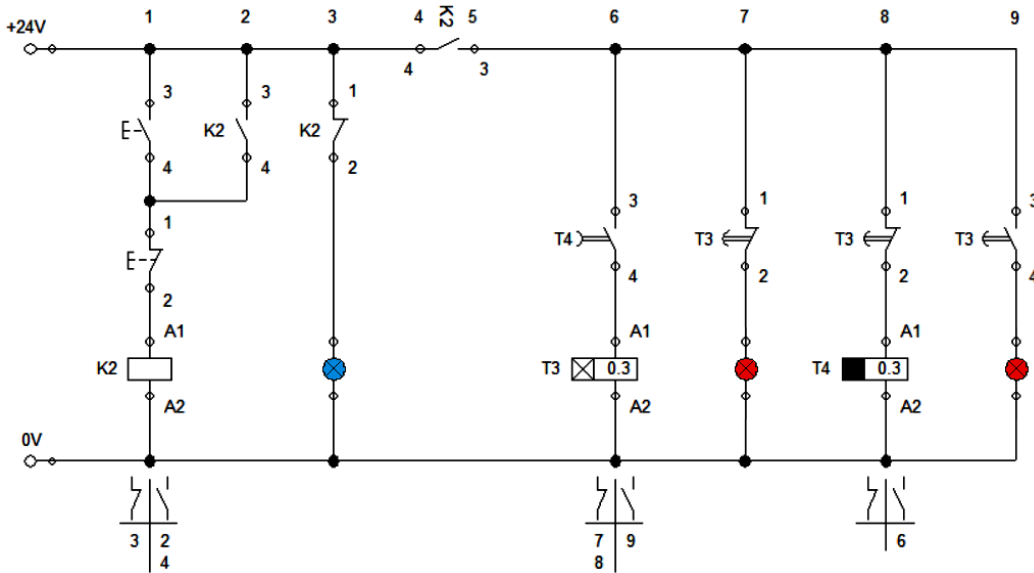 1 2 3 4 K2 5 6 7 8 9
+24V
4 3
3 3 1
K2 K2
4 4 2
1 3 1 1 3
T4 T3 T3 T3
2 4 2 2 4
A1 A1 A1
K2 T3 0.3 T4 0.3
A2 A2 A2
0V
3 2 7 9 6
4 8